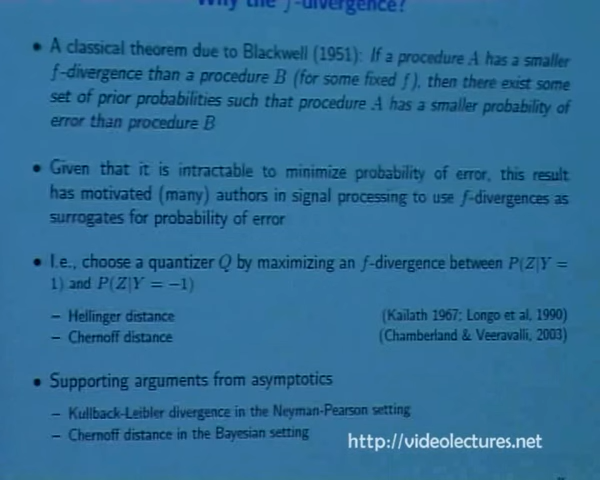 Why the f-divergence?
• A classical theorem due to Blackwell (1951): If a procedure A has a smaller
f-divergence than a procedure B (for some fixed f), then there exist some
set of prior probabilities such that procedure A has a smaller probability of
error than procedure B
• Given that it is intractable to minimize probability of error, this result
has motivated (many) authors in signal processing to use f-divergences as
surrogates for probability of error
• I.e., choose a quantizer Q by maximizing an f-divergence between P(Z|Y =
1) and P(Z|Y = −1)
– Hellinger distance (Kailath 1967; Longo et al, 1990)
– Chernoff distance (Chamberland & Veeravalli, 2003)
• Supporting arguments from asymptotics
– Kullback-Leibler divergence in the Neyman-Pearson setting
– Chernoff distance in the Bayesian setting
http://videolectures.net